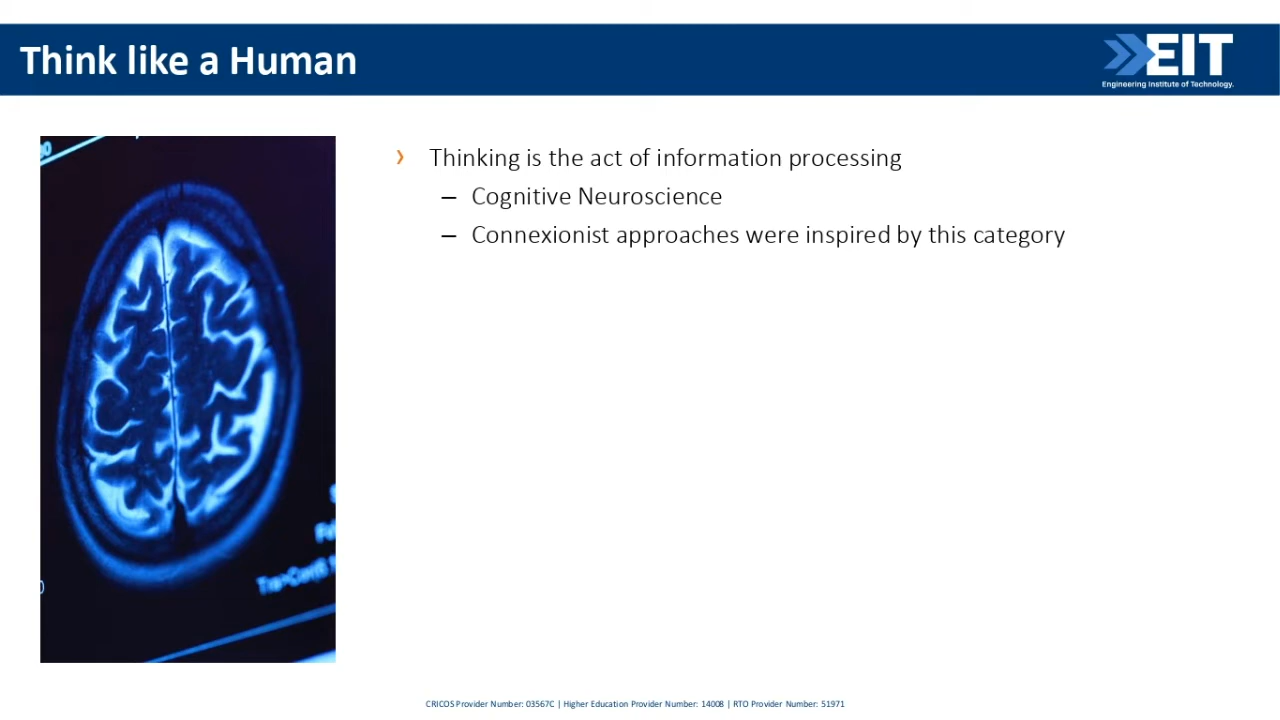 Think like a Human
EIT
Engineering Institute of Technology.
› Thinking is the act of information processing
– Cognitive Neuroscience
– Connexionist approaches were inspired by this category
CRICOS Provider Number: 03567C | Higher Education Provider Number: 14008 | RTO Provider Number: 51971